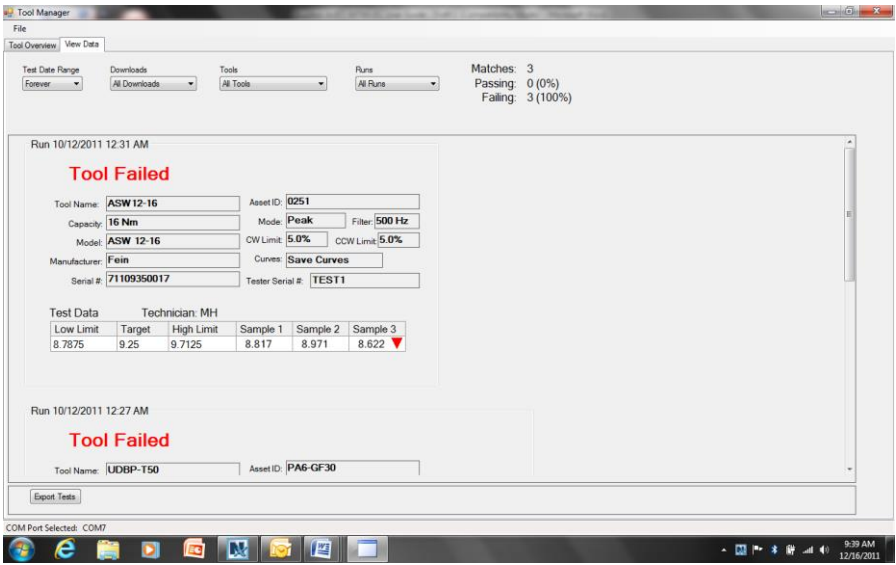 Tool Manager
File
Tool Overview View Data
Test Date Range Downloads Tools Runs
Forever All Downloads All Tools All Runs
Matches: 3
Passing: 0 (0%)
Failing: 3 (100%)
Run 10/12/2011 12:31 AM
Tool Failed
Tool Name: ASW12-16 Asset ID: 0251
Capacity: 16 Nm Mode: Peak Filter: 500 Hz
Model: ASW 12-16 CW Limit: 5.0% CCW Limit: 5.0%
Manufacturer: Fein Curves: Save Curves
Serial #: 71109350017 Tester Serial #: TEST1
Test Data Technician: MH
Low Limit Target High Limit Sample 1 Sample 2 Sample 3
8.7875 9.25 9.7125 8.817 8.971 8.622
Run 10/12/2011 12:27 AM
Tool Failed
Tool Name: UDBP-T50 Asset ID: PA6-GF30
Export Tests
COM Port Selected: COM7
9:39 AM
12/16/2011